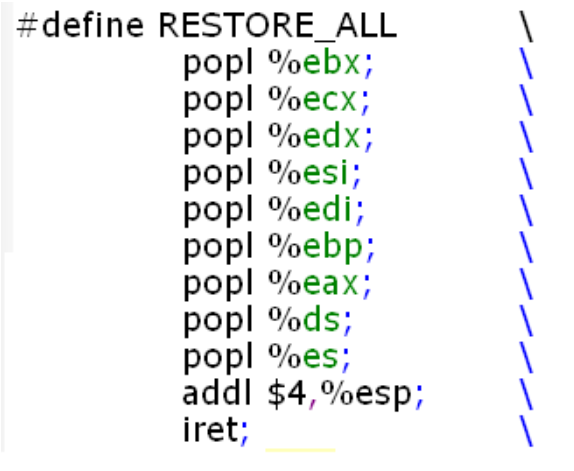 #define RESTORE_ALL \
popl %ebx; \
popl %ecx; \
popl %edx; \
popl %esi; \
popl %edi; \
popl %ebp; \
popl %eax; \
popl %ds; \
popl %es; \
addl $4,%esp; \
iret; \